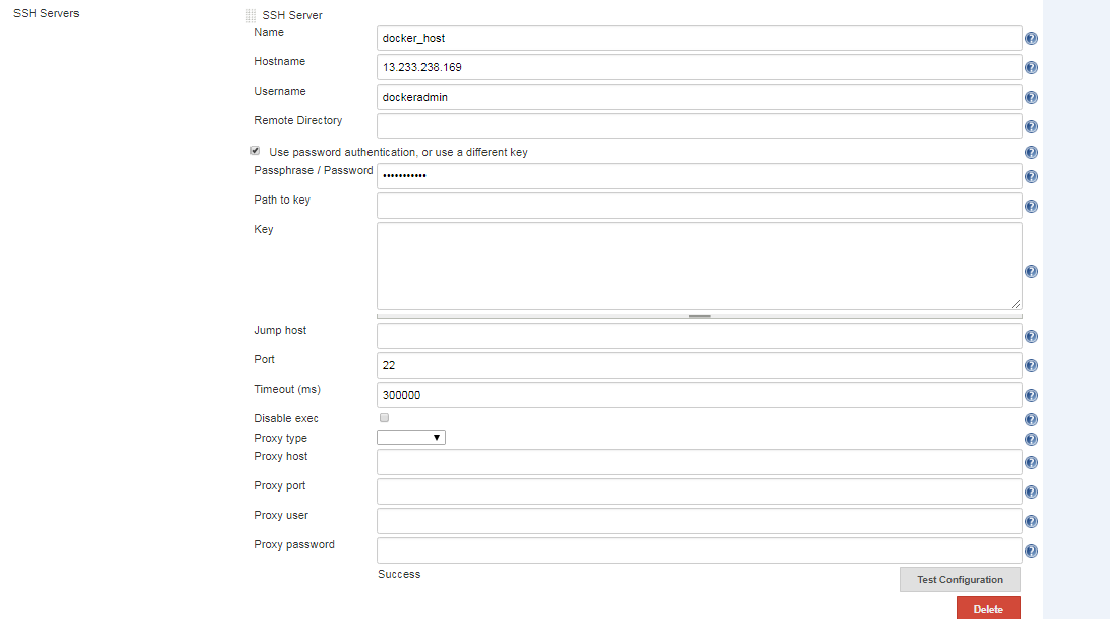 SSH Servers
SSH Server
Name
docker_host
Hostname
13.233.238.169
Username
dockeradmin
Remote Directory
Use password authentication, or use a different key
Passphrase / Password
•••••••••••
Path to key
Key
Jump host
Port
22
Timeout (ms)
300000
Disable exec
Proxy type
Proxy host
Proxy port
Proxy user
Proxy password
Success
Test Configuration
Delete